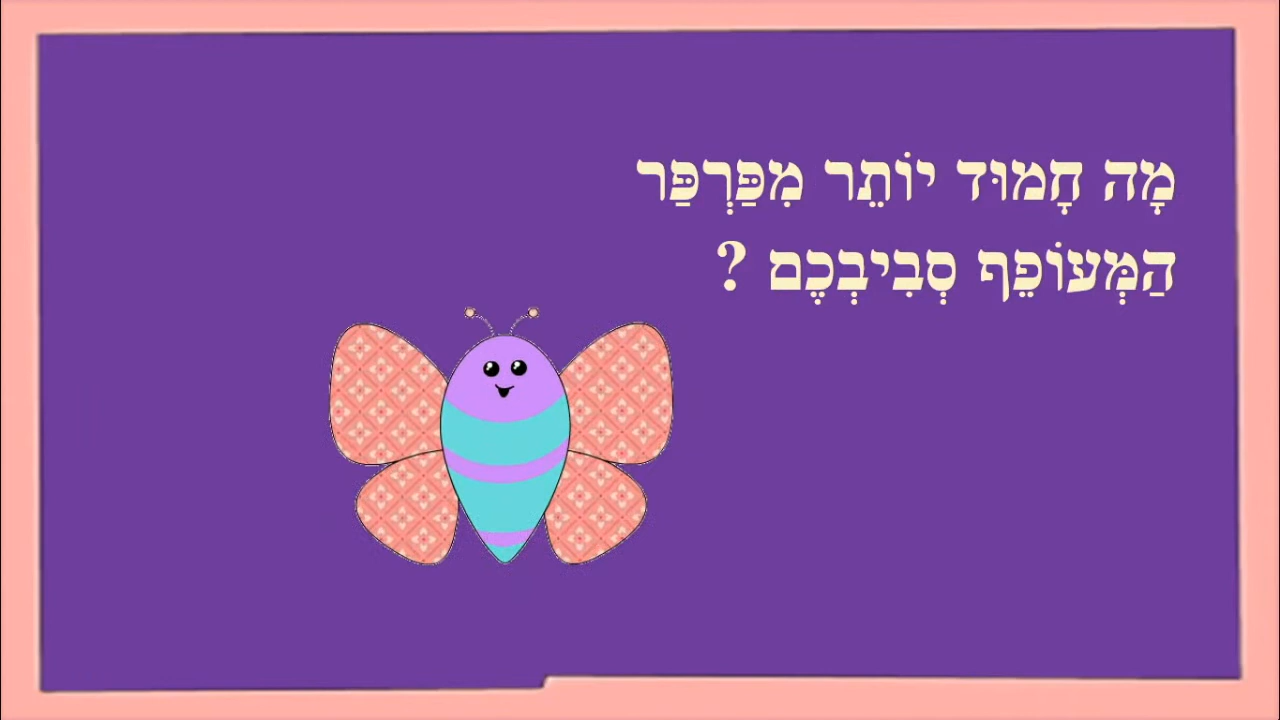 מָה חָמוּד יוֹתֵר מִפַּרְפַּר
הַמְּעוֹפֵף סְבִיבְכֶם ?